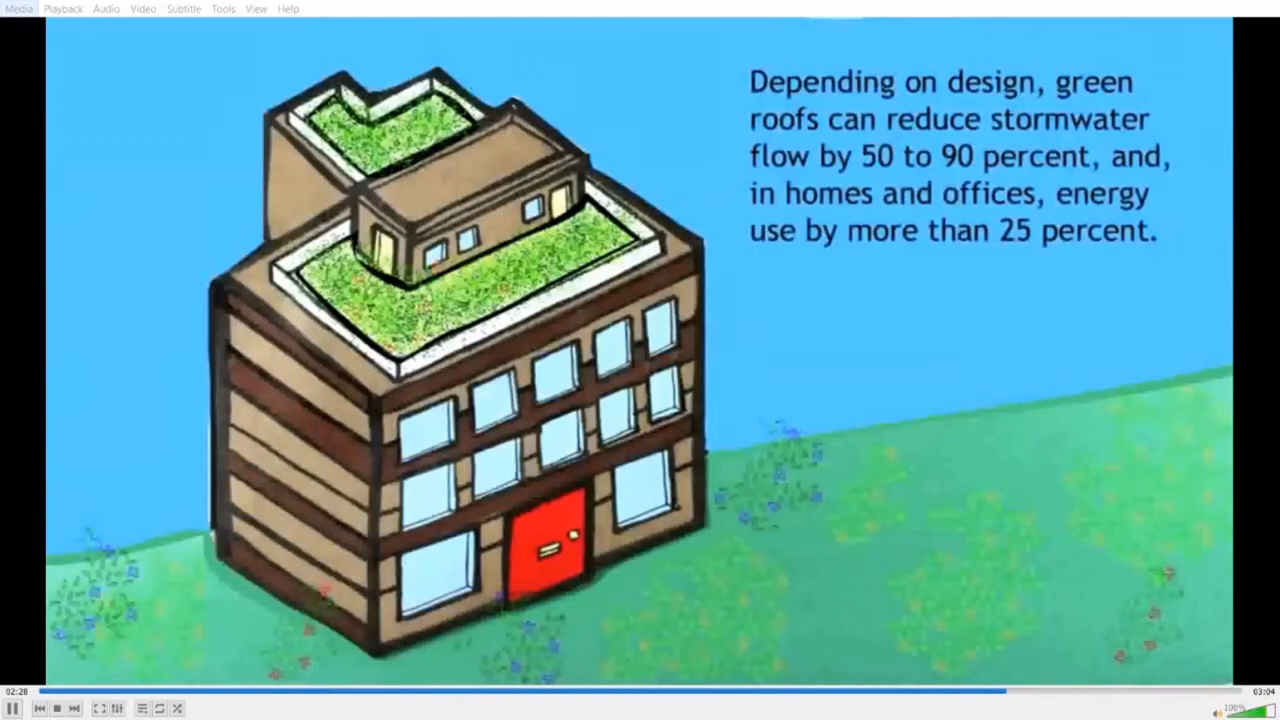 Media Playback Audio Video Subtitle Tools View Help
Depending on design, green
roofs can reduce stormwater
flow by 50 to 90 percent, and,
in homes and offices, energy
use by more than 25 percent.
02:28 03:04
100%